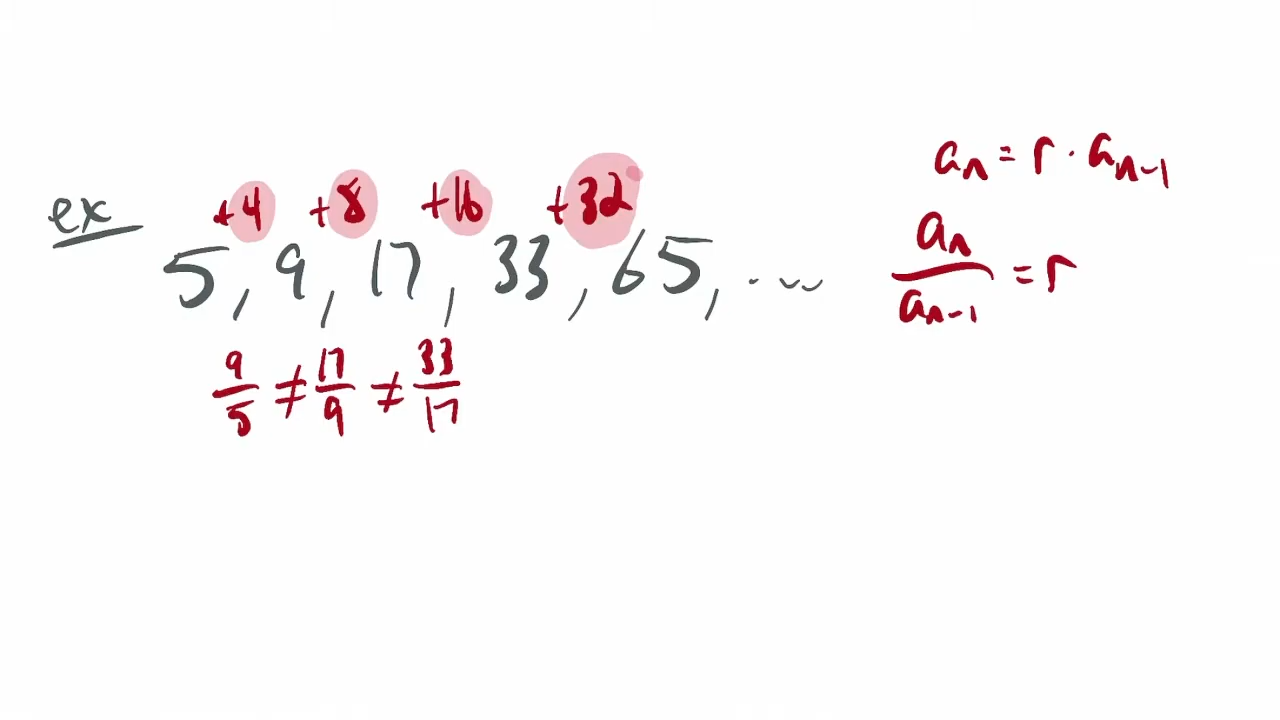 ex
+4 +8 +16 +32
5, 9, 17, 33, 65, ...
9/5 ≠ 17/9 ≠ 33/17
aₙ = r · aₙ₋₁
aₙ/aₙ₋₁ = r